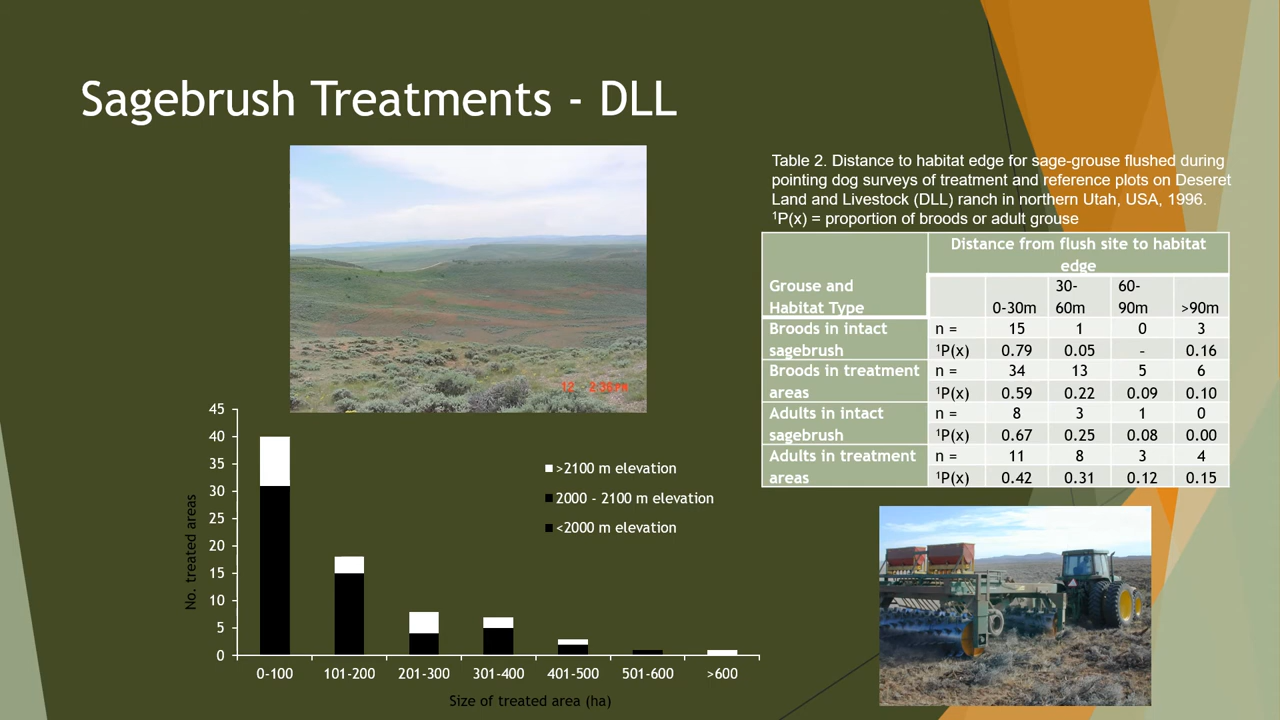 Sagebrush Treatments - DLL
12 2:38PM
Table 2. Distance to habitat edge for sage-grouse flushed during
pointing dog surveys of treatment and reference plots on Deseret
Land and Livestock (DLL) ranch in northern Utah, USA, 1996.
¹P(x) = proportion of broods or adult grouse
Distance from flush site to habitat
edge
Grouse and
Habitat Type
0-30m 30-60m 60-90m >90m
Broods in intact sagebrush n = 15 1 0 3
¹P(x) 0.79 0.05 - 0.16
Broods in treatment areas n = 34 13 5 6
¹P(x) 0.59 0.22 0.09 0.10
Adults in intact sagebrush n = 8 3 1 0
¹P(x) 0.67 0.25 0.08 0.00
Adults in treatment areas n = 11 8 3 4
¹P(x) 0.42 0.31 0.12 0.15
No. treated areas
45
40
35
30
25
20
15
10
5
0
>2100 m elevation
2000 - 2100 m elevation
<2000 m elevation
0-100 101-200 201-300 301-400 401-500 501-600 >600
Size of treated area (ha)